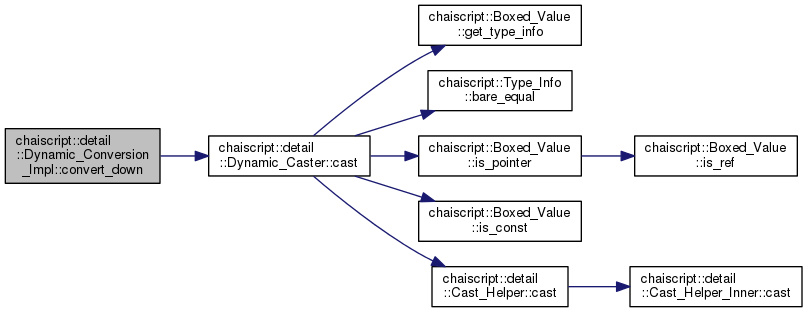 chaiscript::detail
::Dynamic_Conversion
_Impl::convert_down
chaiscript::detail
::Dynamic_Caster::cast
chaiscript::Boxed_Value
::get_type_info
chaiscript::Type_Info
::bare_equal
chaiscript::Boxed_Value
::is_pointer
chaiscript::Boxed_Value
::is_ref
chaiscript::Boxed_Value
::is_const
chaiscript::detail
::Cast_Helper::cast
chaiscript::detail
::Cast_Helper_Inner::cast